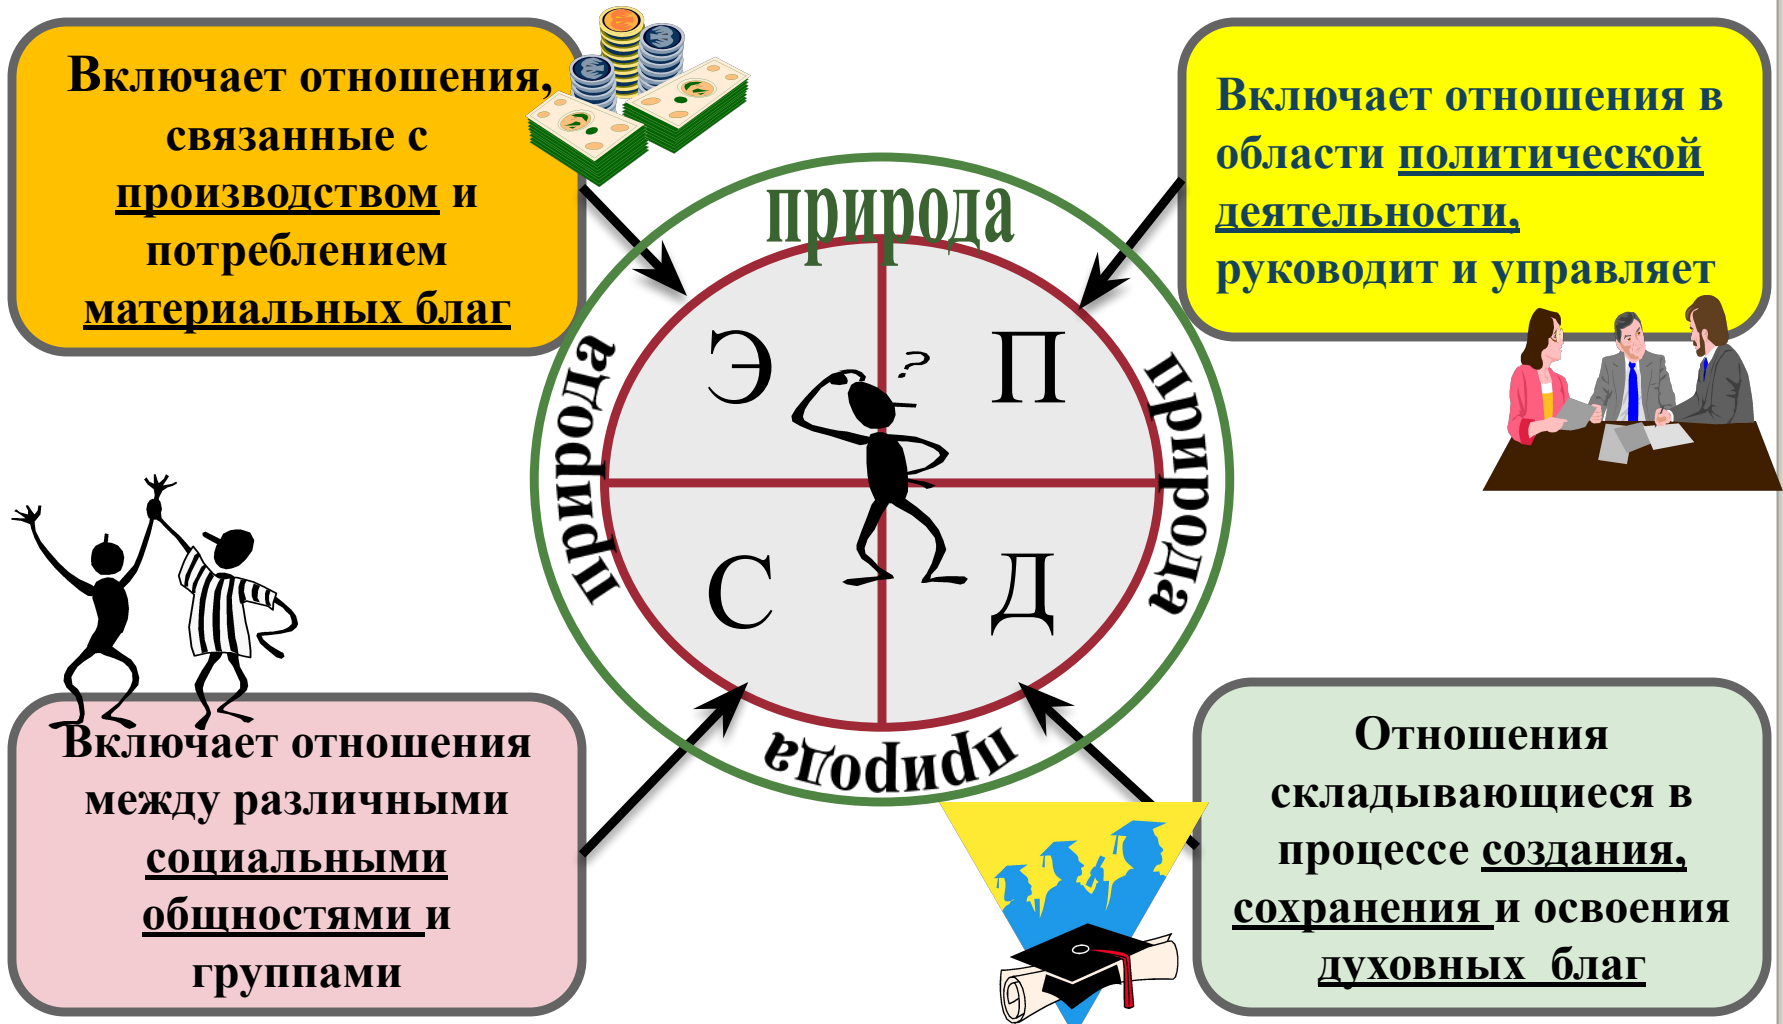 Включает отношения,
связанные с
производством и
потреблением
материальных благ
Включает отношения в
области политической
деятельности,
руководит и управляет
природа
природа
природа
природа
Э
?
П
С
Д
Включает отношения
между различными
социальными
общностями и
группами
Отношения
складывающиеся в
процессе создания,
сохранения и освоения
духовных благ